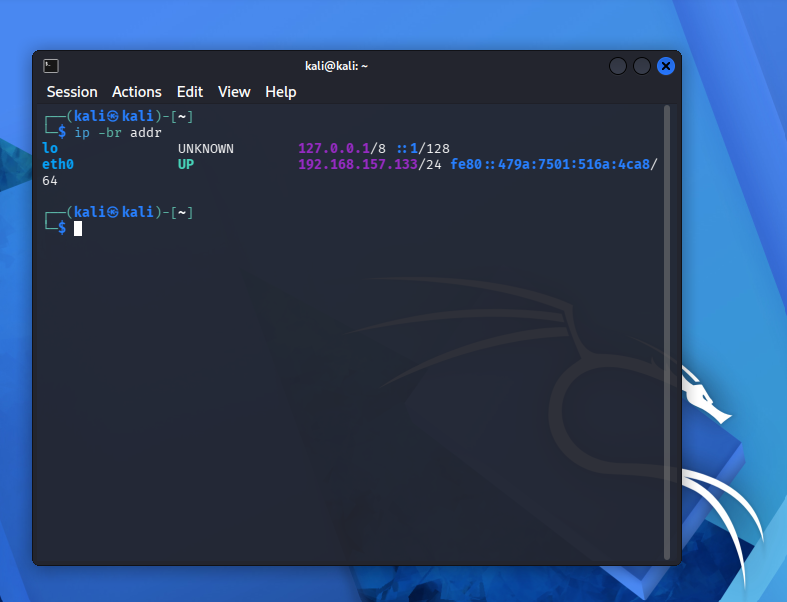 kali@kali: ~
Session Actions Edit View Help
┌──(kali㉿kali)-[~]
└─$ ip -br addr
lo UNKNOWN 127.0.0.1/8 ::1/128
eth0 UP 192.168.157.133/24 fe80::479a:7501:516a:4ca8/
64
┌──(kali㉿kali)-[~]
└─$